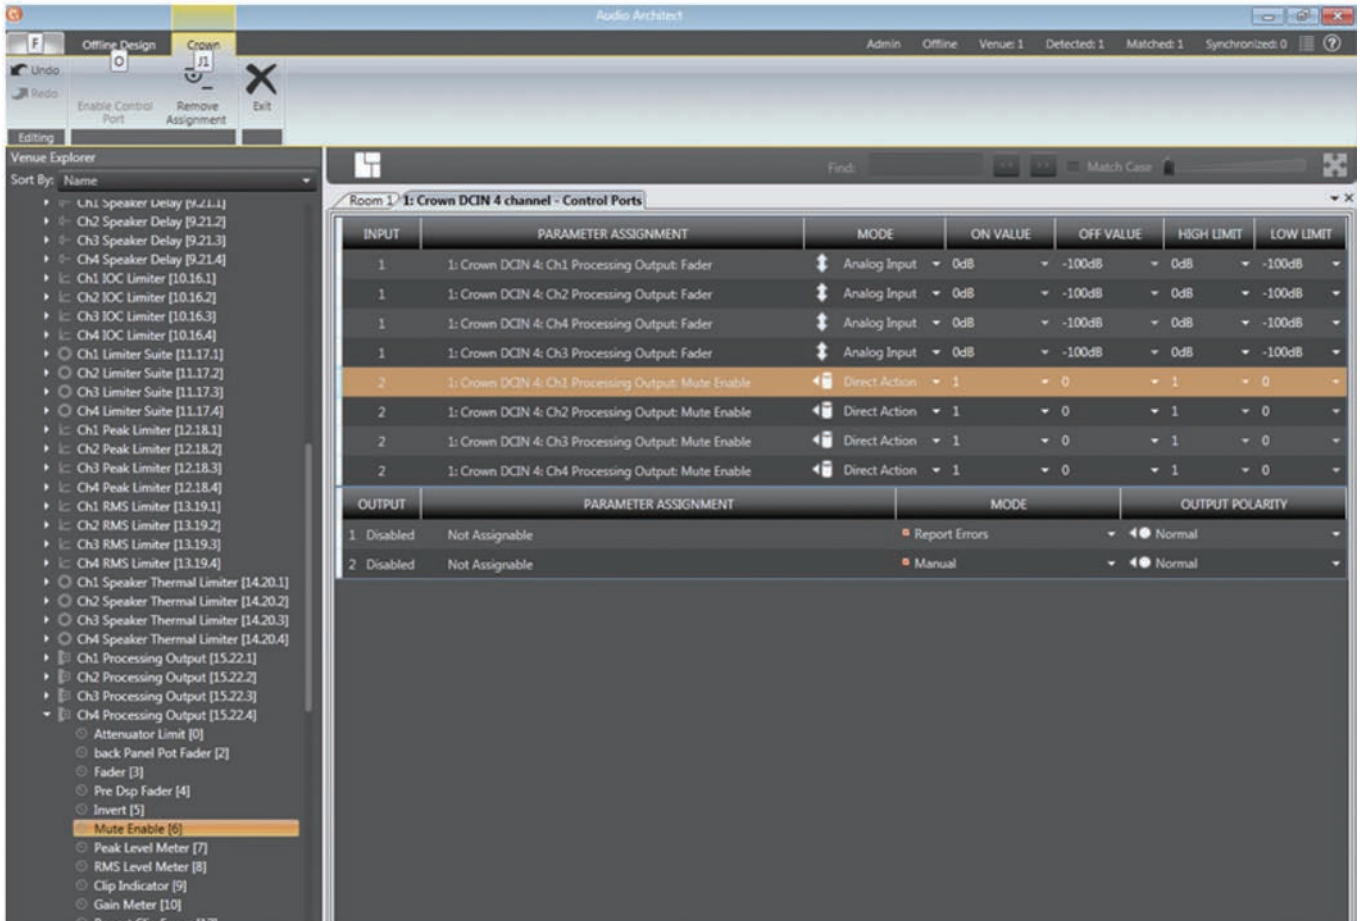 Audio Architect
F Offline Design Crown
Admin Offline Venue: 1 Detected: 1 Matched: 1 Synchronized: 0
O J1
Undo
Redo
Enable Control Port
Remove Assignment
Exit
Editing
Venue Explorer
Sort By: Name
Ch1 Speaker Delay [9.21.1]
Ch2 Speaker Delay [9.21.2]
Ch3 Speaker Delay [9.21.3]
Ch4 Speaker Delay [9.21.4]
Ch1 IOC Limiter [10.16.1]
Ch2 IOC Limiter [10.16.2]
Ch3 IOC Limiter [10.16.3]
Ch4 IOC Limiter [10.16.4]
Ch1 Limiter Suite [11.17.1]
Ch2 Limiter Suite [11.17.2]
Ch3 Limiter Suite [11.17.3]
Ch4 Limiter Suite [11.17.4]
Ch1 Peak Limiter [12.18.1]
Ch2 Peak Limiter [12.18.2]
Ch3 Peak Limiter [12.18.3]
Ch4 Peak Limiter [12.18.4]
Ch1 RMS Limiter [13.19.1]
Ch2 RMS Limiter [13.19.2]
Ch3 RMS Limiter [13.19.3]
Ch4 RMS Limiter [13.19.4]
Ch1 Speaker Thermal Limiter [14.20.1]
Ch2 Speaker Thermal Limiter [14.20.2]
Ch3 Speaker Thermal Limiter [14.20.3]
Ch4 Speaker Thermal Limiter [14.20.4]
Ch1 Processing Output [15.22.1]
Ch2 Processing Output [15.22.2]
Ch3 Processing Output [15.22.3]
Ch4 Processing Output [15.22.4]
Attenuator Limit [0]
back Panel Pot Fader [2]
Fader [3]
Pre Dsp Fader [4]
Invert [5]
Mute Enable [6]
Peak Level Meter [7]
RMS Level Meter [8]
Clip Indicator [9]
Gain Meter [10]
Find: Match Case
Room 1 1: Crown DCIN 4 channel - Control Ports
INPUT PARAMETER ASSIGNMENT MODE ON VALUE OFF VALUE HIGH LIMIT LOW LIMIT
1 1: Crown DCIN 4: Ch1 Processing Output: Fader Analog Input 0dB -100dB 0dB -100dB
1 1: Crown DCIN 4: Ch2 Processing Output: Fader Analog Input 0dB -100dB 0dB -100dB
1 1: Crown DCIN 4: Ch4 Processing Output: Fader Analog Input 0dB -100dB 0dB -100dB
1 1: Crown DCIN 4: Ch3 Processing Output: Fader Analog Input 0dB -100dB 0dB -100dB
2 1: Crown DCIN 4: Ch1 Processing Output: Mute Enable Direct Action 1 0 1 0
2 1: Crown DCIN 4: Ch2 Processing Output: Mute Enable Direct Action 1 0 1 0
2 1: Crown DCIN 4: Ch3 Processing Output: Mute Enable Direct Action 1 0 1 0
2 1: Crown DCIN 4: Ch4 Processing Output: Mute Enable Direct Action 1 0 1 0
OUTPUT PARAMETER ASSIGNMENT MODE OUTPUT POLARITY
1 Disabled Not Assignable Report Errors Normal
2 Disabled Not Assignable Manual Normal